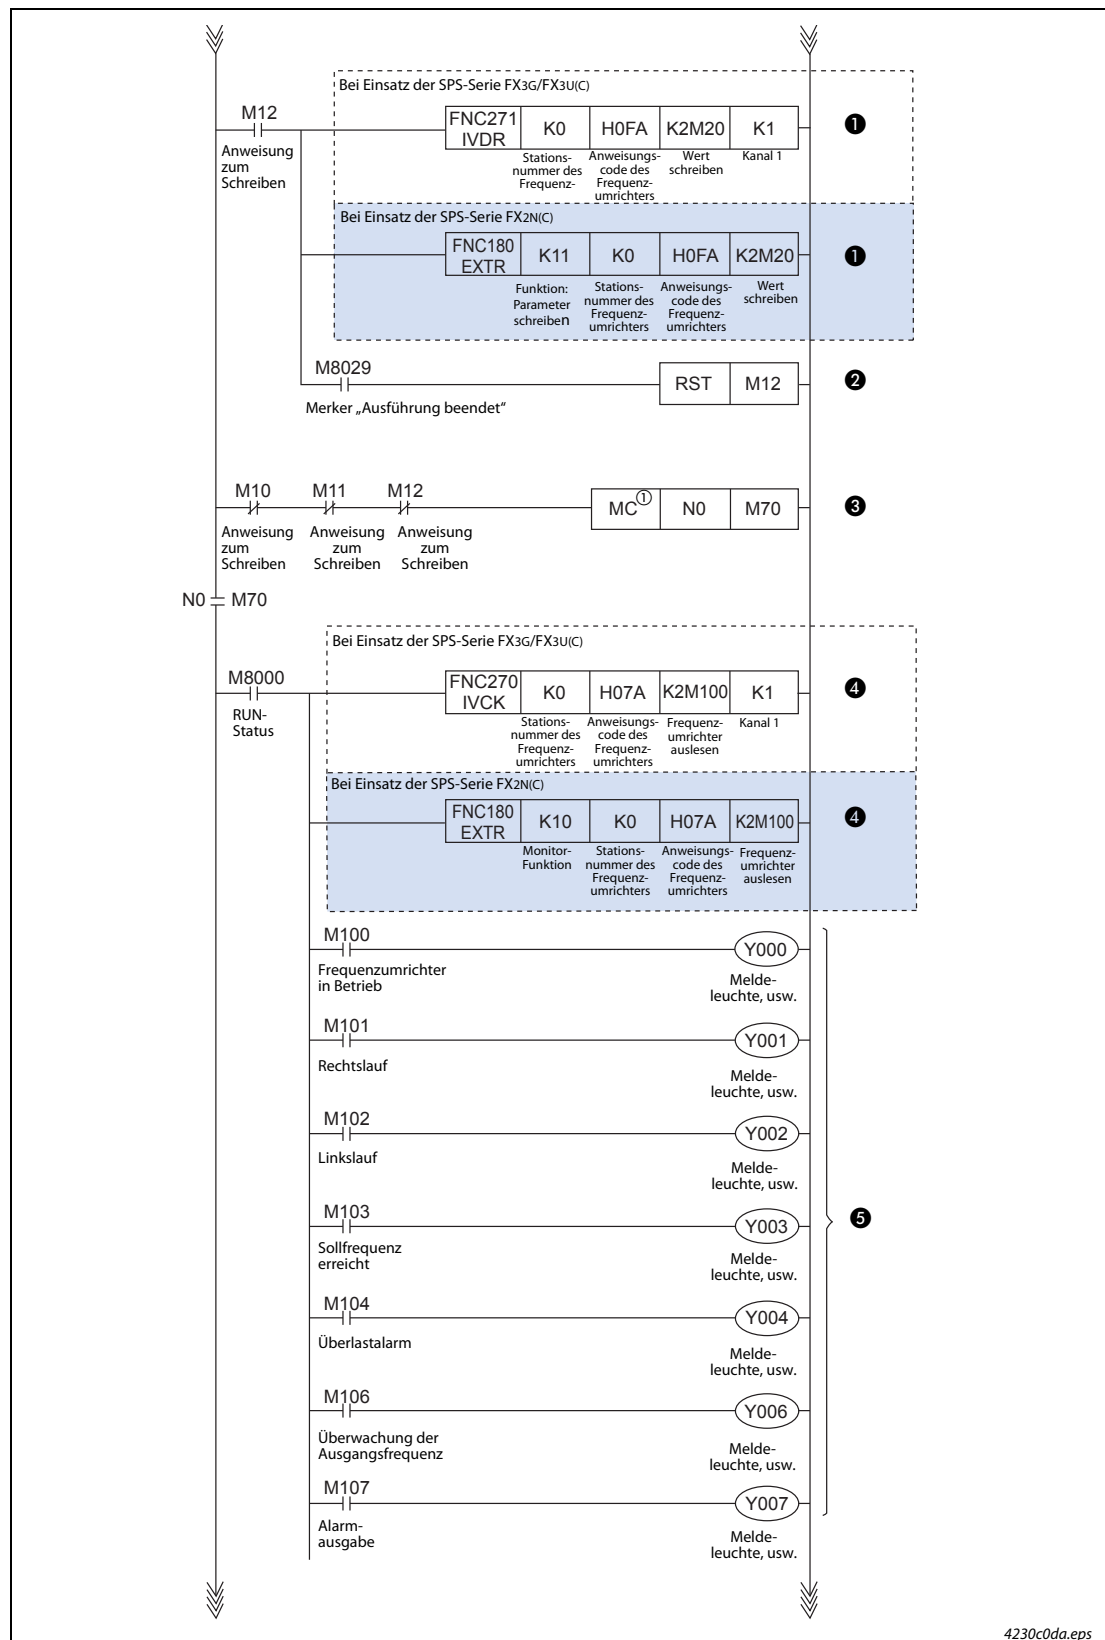 Bei Einsatz der SPS-Serie FX3G/FX3U(C)
M12
Anweisung
zum
Schreiben
FNC271
IVDR
K0
H0FA
K2M20
K1
❶
Stations-
nummer des
Frequenz-
Anweisungs-
code des
Frequenz-
umrichters
Wert
schreiben
Kanal 1
Bei Einsatz der SPS-Serie FX2N(C)
FNC180
EXTR
K11
K0
H0FA
K2M20
❶
Funktion:
Parameter
schreiben
Stations-
nummer des
Frequenz-
umrichters
Anweisungs-
code des
Frequenz-
umrichters
Wert
schreiben
M8029
Merker „Ausführung beendet“
RST
M12
❷
M10
M11
M12
Anweisung
zum
Schreiben
Anweisung
zum
Schreiben
Anweisung
zum
Schreiben
MC①
N0
M70
❸
N0
M70
Bei Einsatz der SPS-Serie FX3G/FX3U(C)
M8000
RUN-
Status
FNC270
IVCK
K0
H07A
K2M100
K1
❹
Stations-
nummer des
Frequenz-
umrichters
Anweisungs-
code des
Frequenz-
umrichters
Frequenz-
umrichter
auslesen
Kanal 1
Bei Einsatz der SPS-Serie FX2N(C)
FNC180
EXTR
K10
K0
H07A
K2M100
❹
Monitor-
Funktion
Stations-
nummer des
Frequenz-
umrichters
Anweisungs-
code des
Frequenz-
umrichters
Frequenz-
umrichter
auslesen
M100
Frequenzumrichter
in Betrieb
Y000
Melde-
leuchte, usw.
M101
Rechtslauf
Y001
Melde-
leuchte, usw.
M102
Linkslauf
Y002
Melde-
leuchte, usw.
M103
Sollfrequenz
erreicht
Y003
Melde-
leuchte, usw.
❺
M104
Überlastalarm
Y004
Melde-
leuchte, usw.
M106
Überwachung der
Ausgangsfrequenz
Y006
Melde-
leuchte, usw.
M107
Alarm-
ausgabe
Y007
Melde-
leuchte, usw.
4230c0da.eps